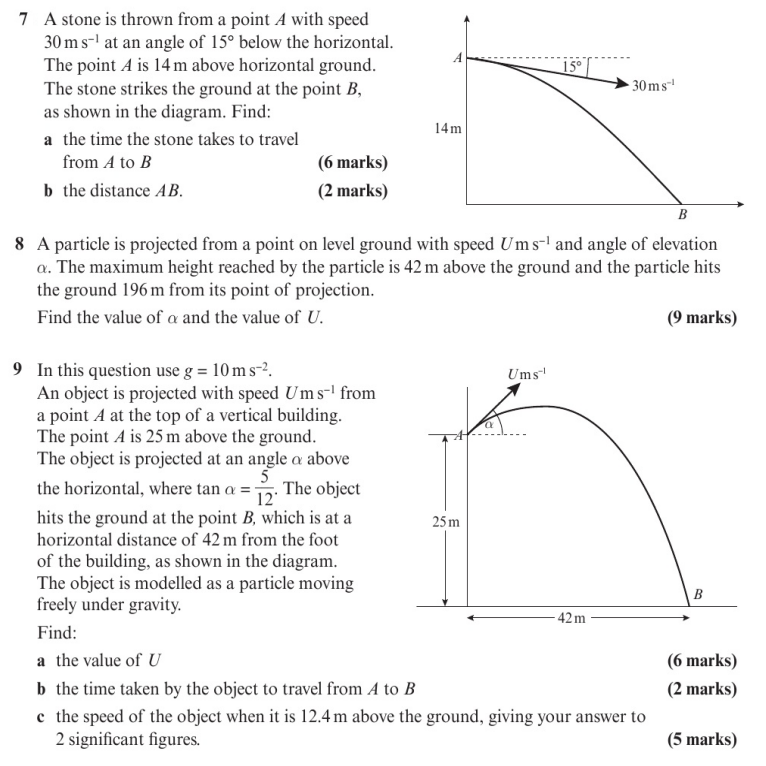 7 A stone is thrown from a point A with speed
30 m s⁻¹ at an angle of 15° below the horizontal.
The point A is 14 m above horizontal ground.
The stone strikes the ground at the point B,
as shown in the diagram. Find:
a the time the stone takes to travel
from A to B (6 marks)
b the distance AB. (2 marks)
A
15°
30 m s⁻¹
14 m
B
8 A particle is projected from a point on level ground with speed U m s⁻¹ and angle of elevation
α. The maximum height reached by the particle is 42 m above the ground and the particle hits
the ground 196 m from its point of projection.
Find the value of α and the value of U. (9 marks)
9 In this question use g = 10 m s⁻².
An object is projected with speed U m s⁻¹ from
a point A at the top of a vertical building.
The point A is 25 m above the ground.
The object is projected at an angle α above
the horizontal, where tan α = 5/12. The object
hits the ground at the point B, which is at a
horizontal distance of 42 m from the foot
of the building, as shown in the diagram.
The object is modelled as a particle moving
freely under gravity.
Find:
U m s⁻¹
A
α
25 m
B
42 m
a the value of U (6 marks)
b the time taken by the object to travel from A to B (2 marks)
c the speed of the object when it is 12.4 m above the ground, giving your answer to
2 significant figures. (5 marks)